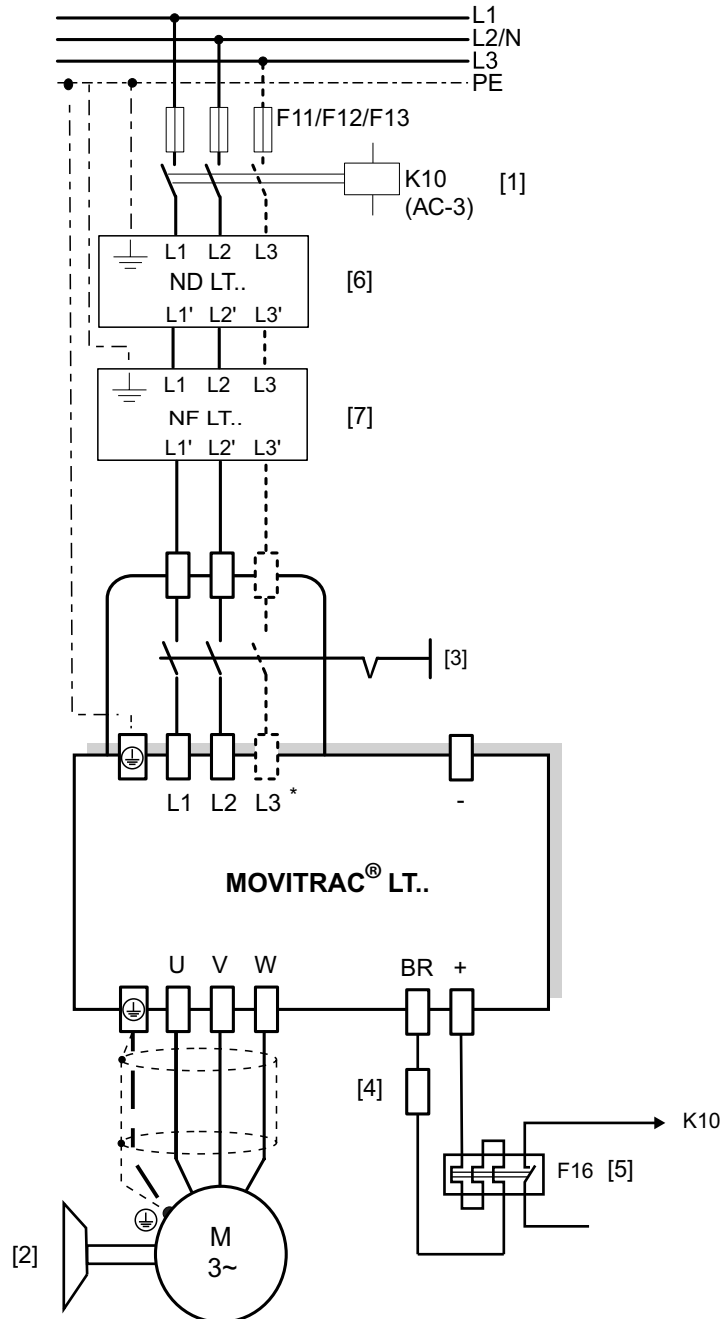 L1
L2/N
L3
PE
F11/F12/F13
K10
(AC-3)
[1]
L1 L2 L3
ND LT..
L1' L2' L3'
[6]
L1 L2 L3
NF LT..
L1' L2' L3'
[7]
[3]
L1 L2 L3 *
-
MOVITRAC® LT..
U V W
BR +
[4]
K10
F16 [5]
[2]
M
3~